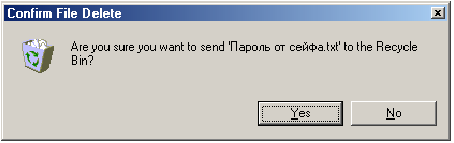 Confirm File Delete
Are you sure you want to send 'Пароль от сейфа.txt' to the Recycle
Bin?
Yes
No